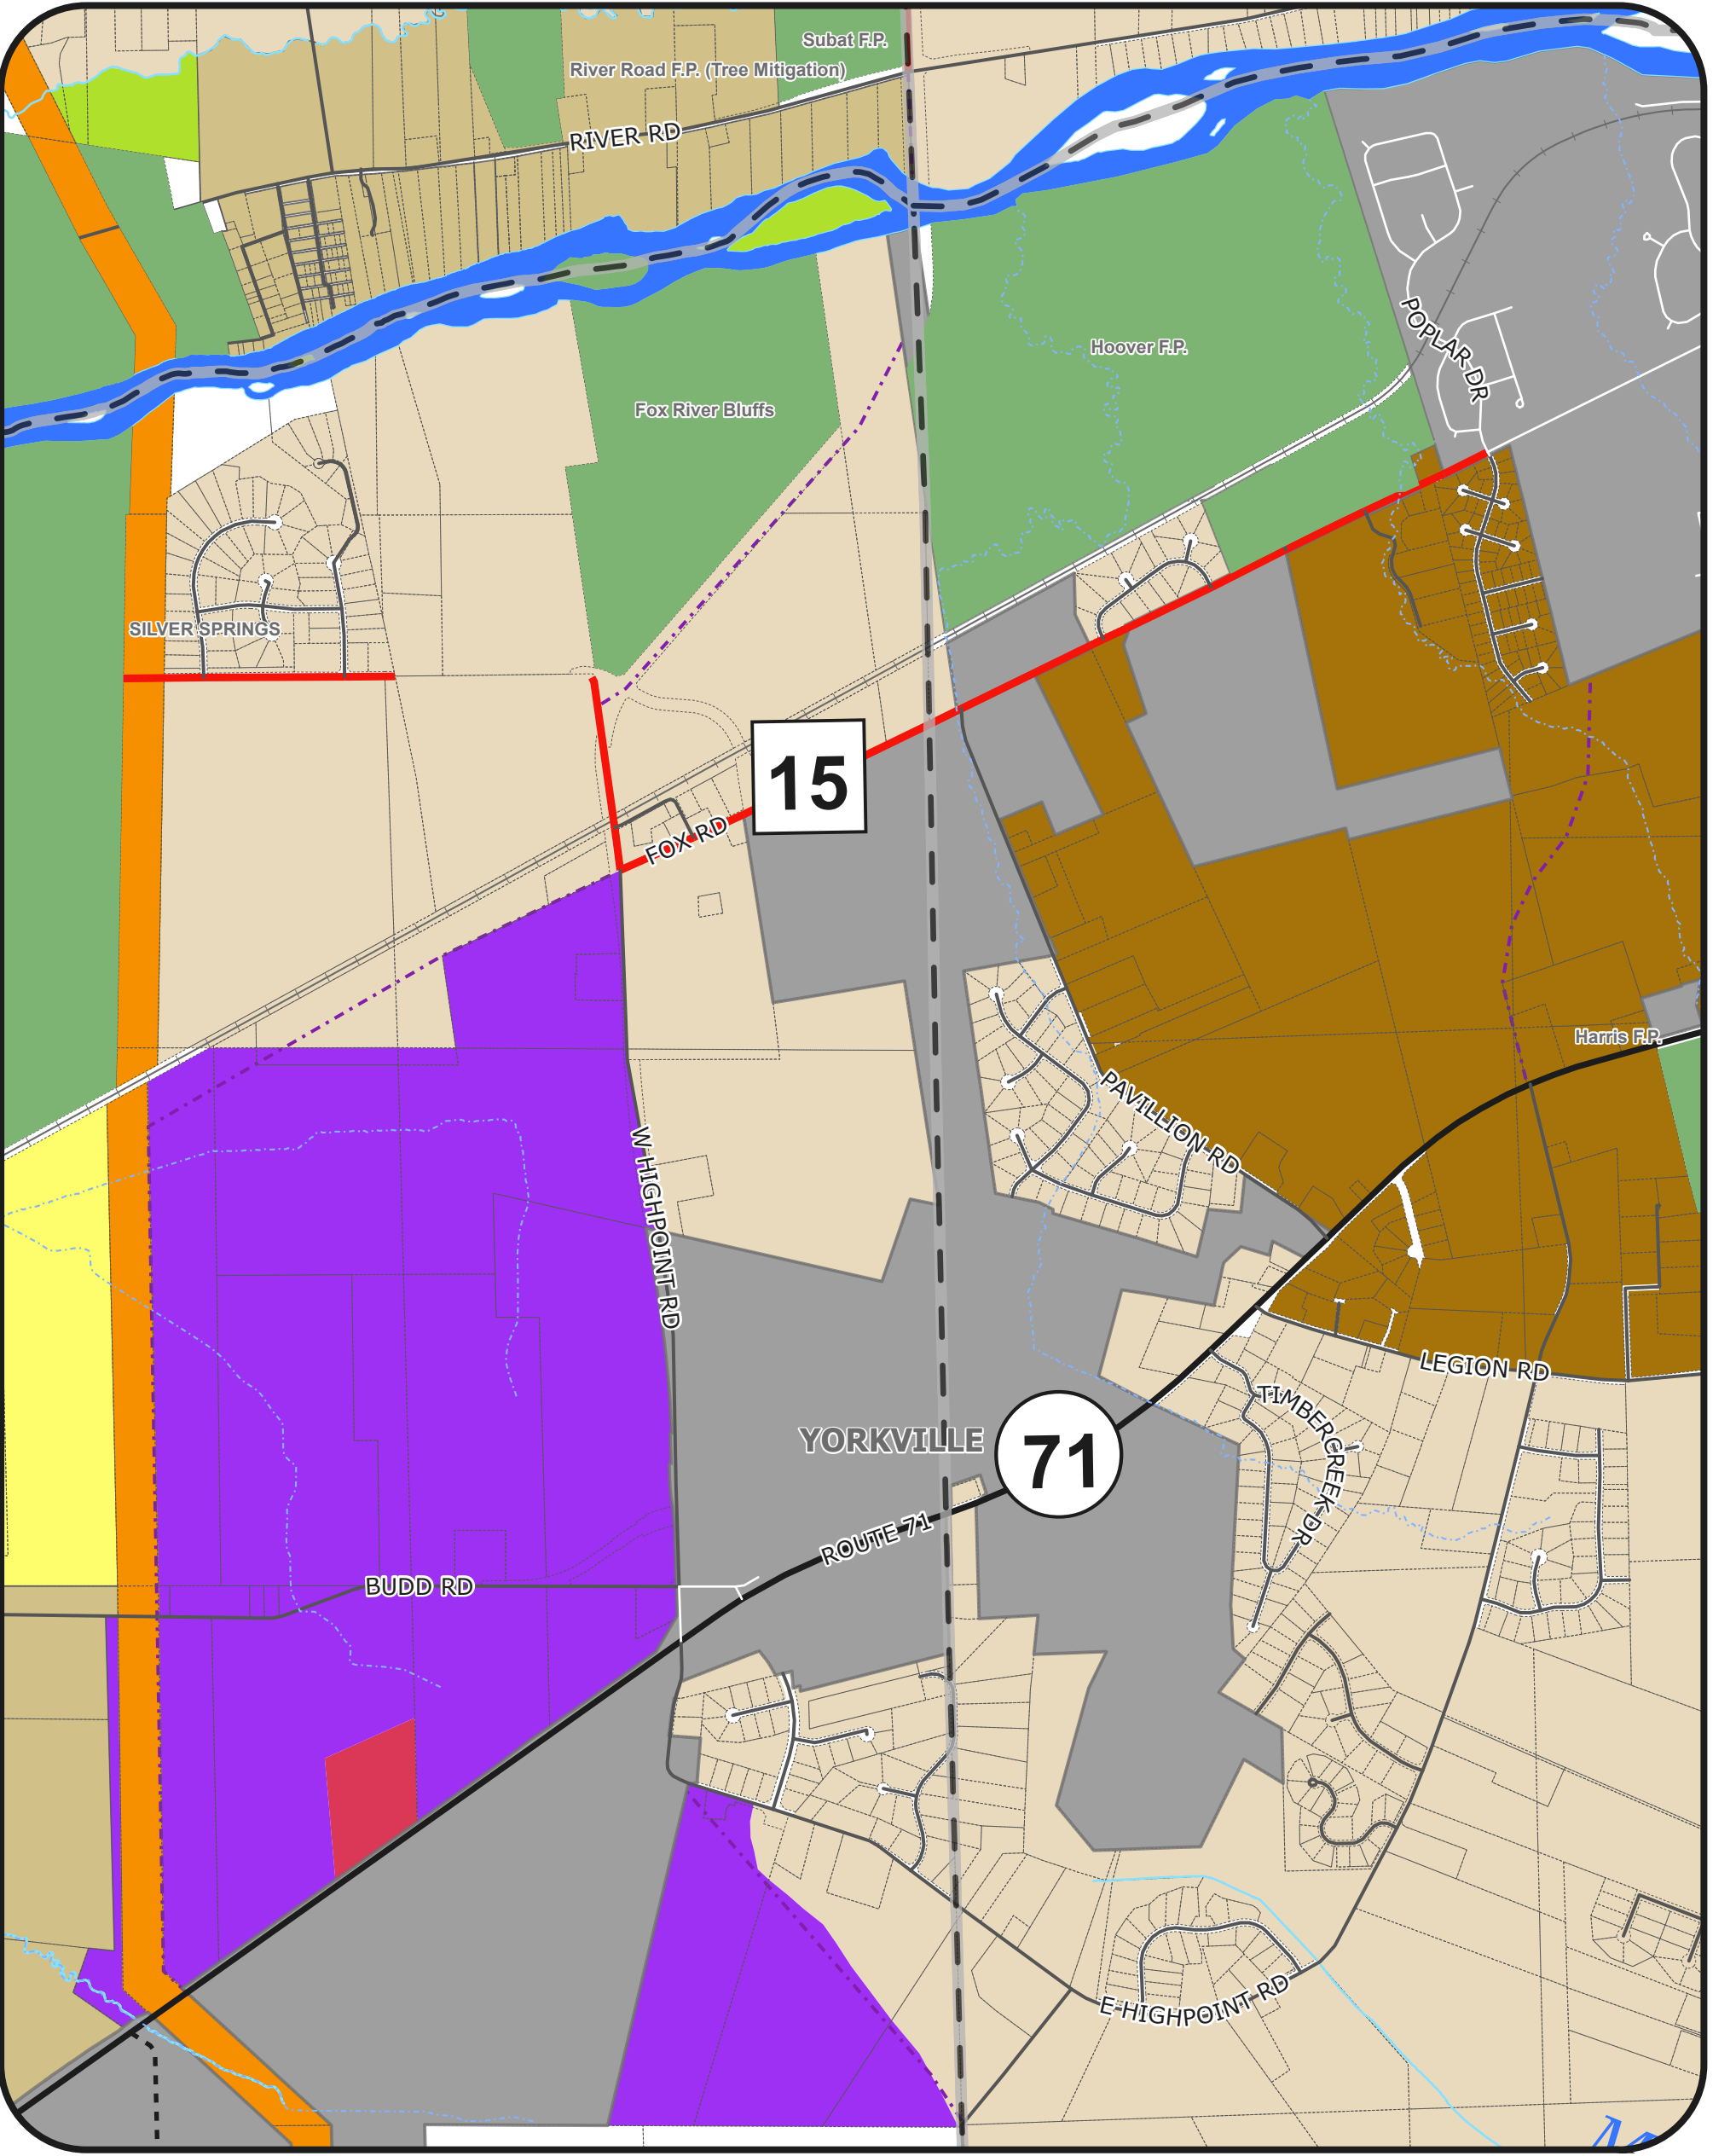 Subat F.P.
River Road F.P. (Tree Mitigation)
RIVER RD
POPLAR DR
Hoover F.P.
Fox River Bluffs
SILVER SPRINGS
15
FOX RD
Harris F.P.
PAVILLION RD
W HIGHPOINT RD
LEGION RD
TIMBERCREEK DR
YORKVILLE
71
ROUTE 71
BUDD RD
E HIGHPOINT RD